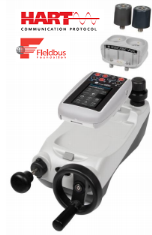 HART
COMMUNICATION PROTOCOL
Fieldbus
Foundation